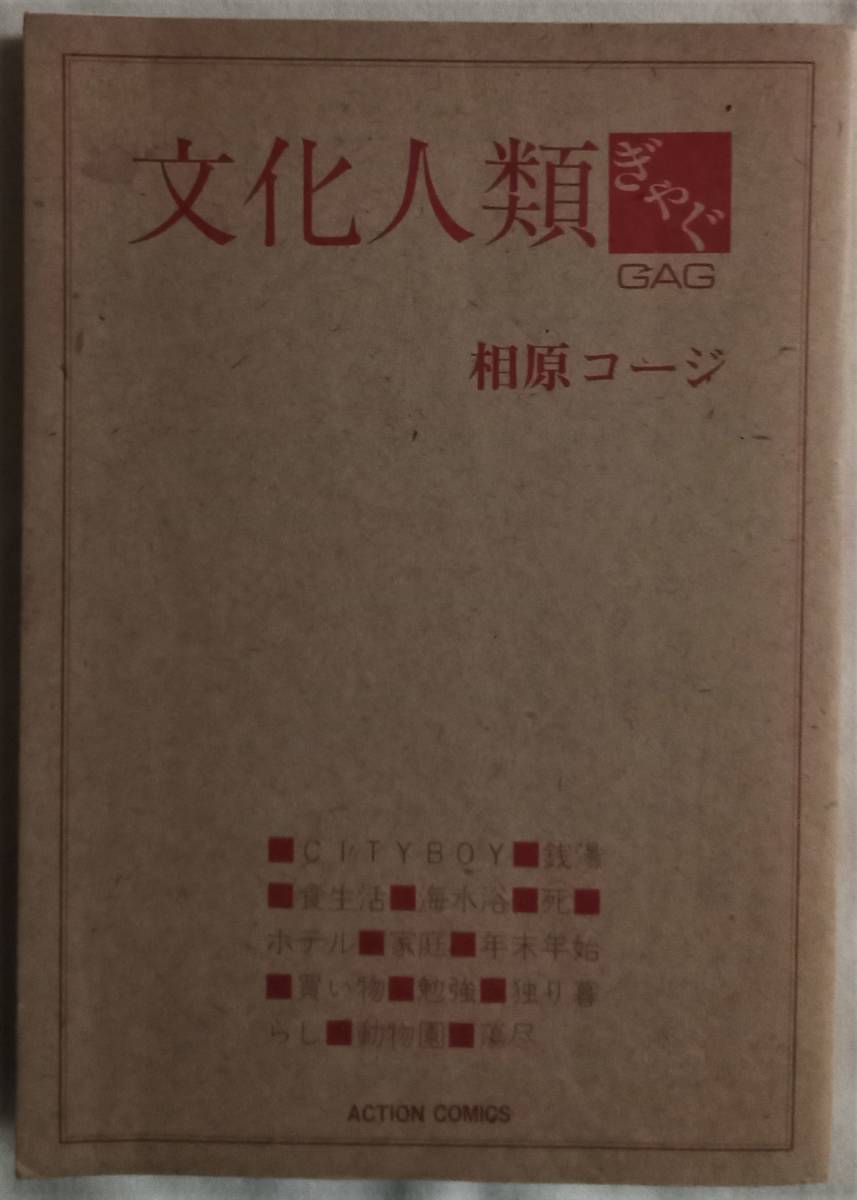 文化人類ぎゃぐ
GAG
相原コージ
■CITYBOY■銭湯
■食生活■海水浴■死■
ホテル■家庭■年末年始
■買い物■勉強■独り暮
らし■動物園■蕩尽
ACTION COMICS